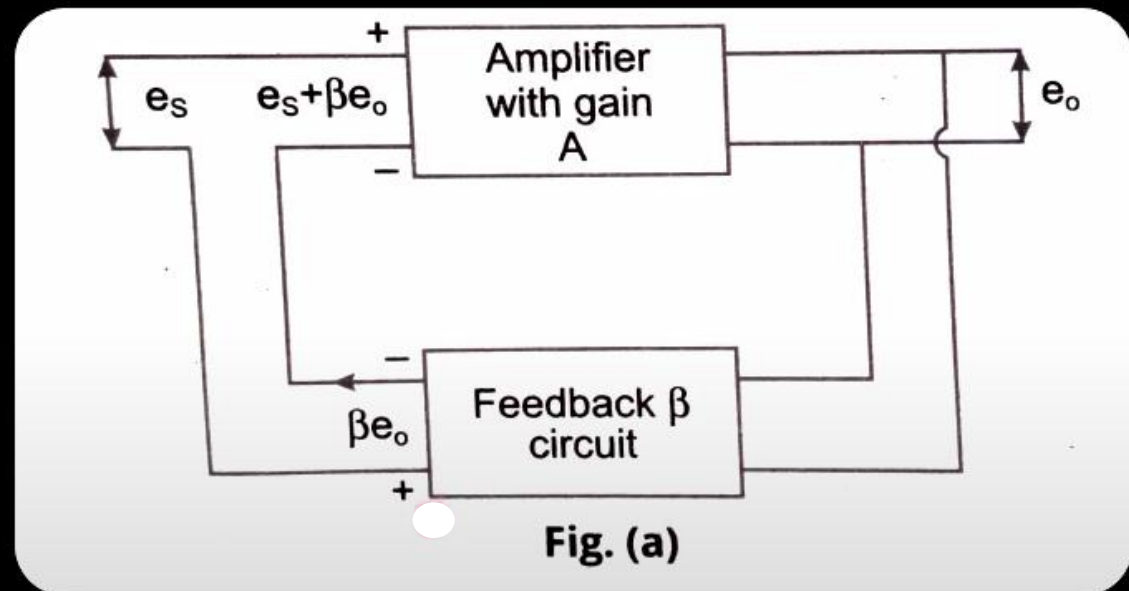 +
Amplifier
with gain
A
eₛ
eₛ+βeₒ
eₒ
−
−
Feedback β
circuit
βeₒ
+
Fig. (a)